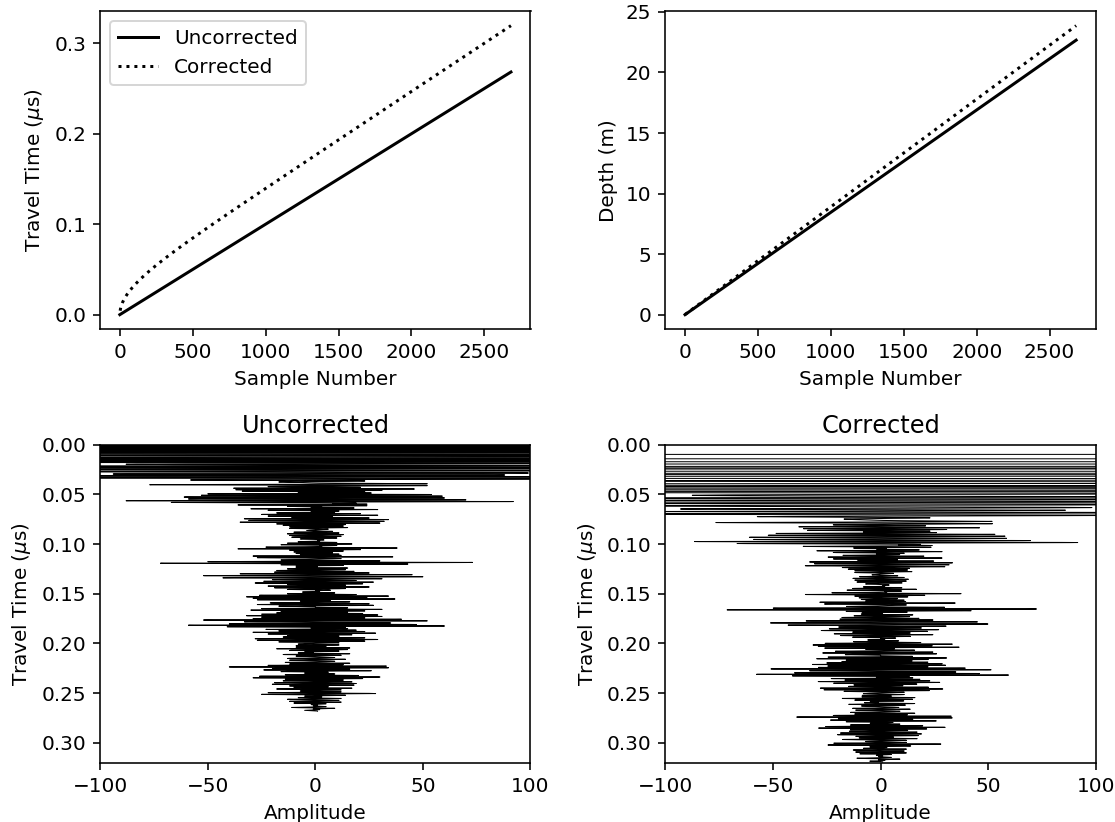 0.3
0.2
0.1
0.0
Travel Time (μs)
Uncorrected
Corrected
0 500 1000 1500 2000 2500
Sample Number
25
20
15
10
5
0
Depth (m)
0 500 1000 1500 2000 2500
Sample Number
Uncorrected
0.00
0.05
0.10
0.15
0.20
0.25
0.30
Travel Time (μs)
−100 −50 0 50 100
Amplitude
Corrected
0.00
0.05
0.10
0.15
0.20
0.25
0.30
Travel Time (μs)
−100 −50 0 50 100
Amplitude